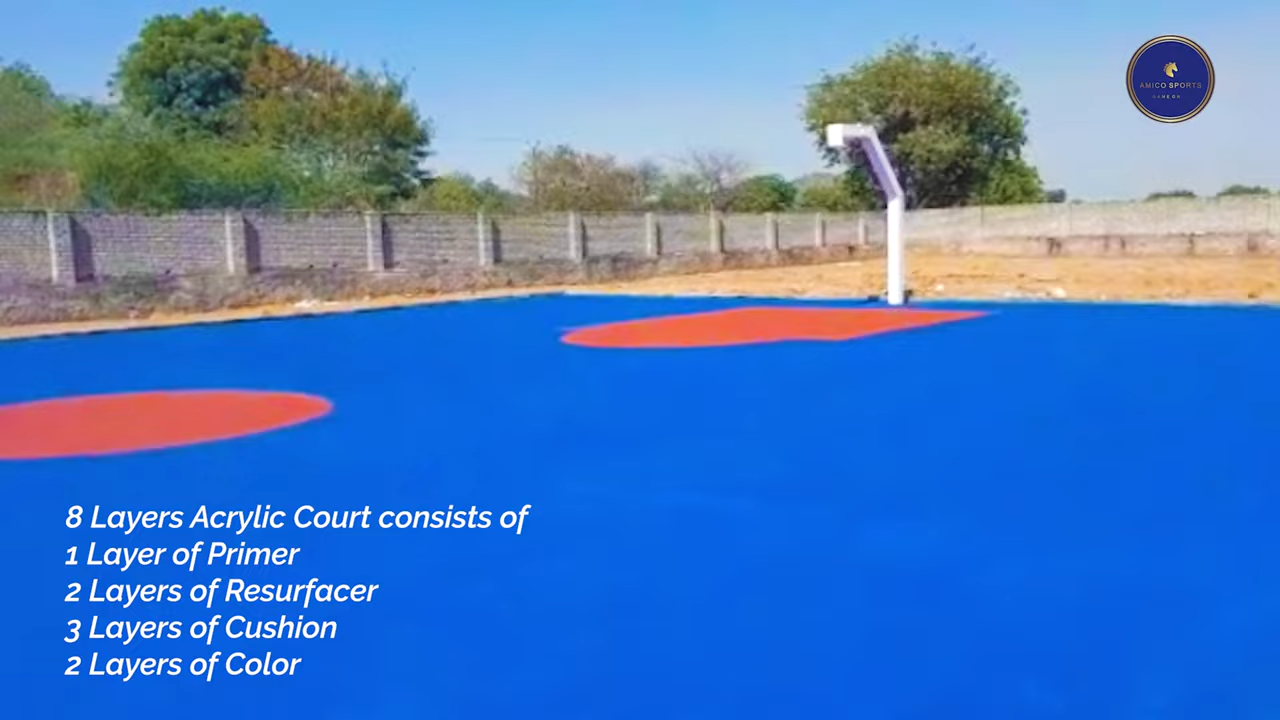 AMICO SPORTS
8 Layers Acrylic Court consists of
1 Layer of Primer
2 Layers of Resurfacer
3 Layers of Cushion
2 Layers of Color